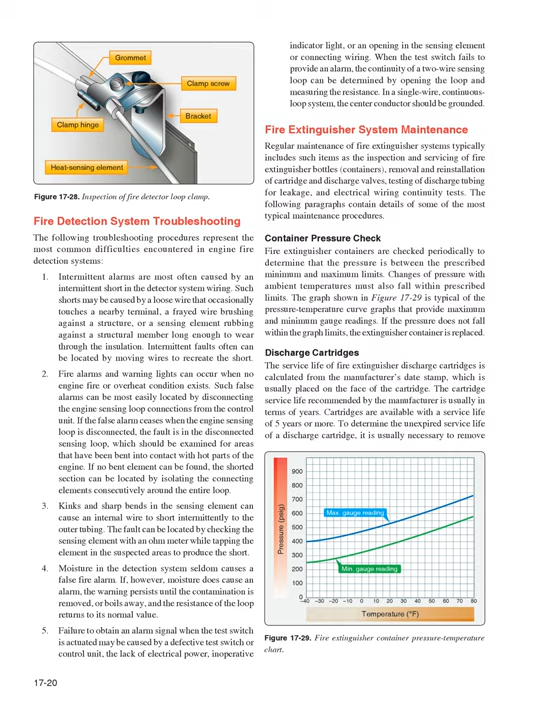 Grommet
Clamp screw
Bracket
Clamp hinge
Heat-sensing element
Figure 17-28. Inspection of fire detector loop clamp.
Fire Detection System Troubleshooting
The following troubleshooting procedures represent the
most common difficulties encountered in engine fire
detection systems:
1. Intermittent alarms are most often caused by an
intermittent short in the detector system wiring. Such
shorts may be caused by a loose wire that occasionally
touches a nearby terminal, a frayed wire brushing
against a structure, or a sensing element rubbing
against a structural member long enough to wear
through the insulation. Intermittent faults often can
be located by moving wires to recreate the short.
2. Fire alarms and warning lights can occur when no
engine fire or overheat condition exists. Such false
alarms can be most easily located by disconnecting
the engine sensing loop connections from the control
unit. If the false alarm ceases when the engine sensing
loop is disconnected, the fault is in the disconnected
sensing loop, which should be examined for areas
that have been bent into contact with hot parts of the
engine. If no bent element can be found, the shorted
section can be located by isolating the connecting
elements consecutively around the entire loop.
3. Kinks and sharp bends in the sensing element can
cause an internal wire to short intermittently to the
outer tubing. The fault can be located by checking the
sensing element with an ohm meter while tapping the
element in the suspected areas to produce the short.
4. Moisture in the detection system seldom causes a
false fire alarm. If, however, moisture does cause an
alarm, the warning persists until the contamination is
removed, or boils away, and the resistance of the loop
returns to its normal value.
5. Failure to obtain an alarm signal when the test switch
is actuated may be caused by a defective test switch or
control unit, the lack of electrical power, inoperative
indicator light, or an opening in the sensing element
or connecting wiring. When the test switch fails to
provide an alarm, the continuity of a two-wire sensing
loop can be determined by opening the loop and
measuring the resistance. In a single-wire, continuous-
loop system, the center conductor should be grounded.
Fire Extinguisher System Maintenance
Regular maintenance of fire extinguisher systems typically
includes such items as the inspection and servicing of fire
extinguisher bottles (containers), removal and reinstallation
of cartridge and discharge valves, testing of discharge tubing
for leakage, and electrical wiring continuity tests. The
following paragraphs contain details of some of the most
typical maintenance procedures.
Container Pressure Check
Fire extinguisher containers are checked periodically to
determine that the pressure is between the prescribed
minimum and maximum limits. Changes of pressure with
ambient temperatures must also fall within prescribed
limits. The graph shown in Figure 17-29 is typical of the
pressure-temperature curve graphs that provide maximum
and minimum gauge readings. If the pressure does not fall
within the graph limits, the extinguisher container is replaced.
Discharge Cartridges
The service life of fire extinguisher discharge cartridges is
calculated from the manufacturer's date stamp, which is
usually placed on the face of the cartridge. The cartridge
service life recommended by the manufacturer is usually in
terms of years. Cartridges are available with a service life
of 5 years or more. To determine the unexpired service life
of a discharge cartridge, it is usually necessary to remove
Pressure (psig)
900
800
700
600
500
400
300
200
100
0
Max. gauge reading
Min. gauge reading
−40 −30 −20 −10 0 10 20 30 40 50 60 70 80
Temperature (°F)
Figure 17-29. Fire extinguisher container pressure-temperature
chart.
17-20